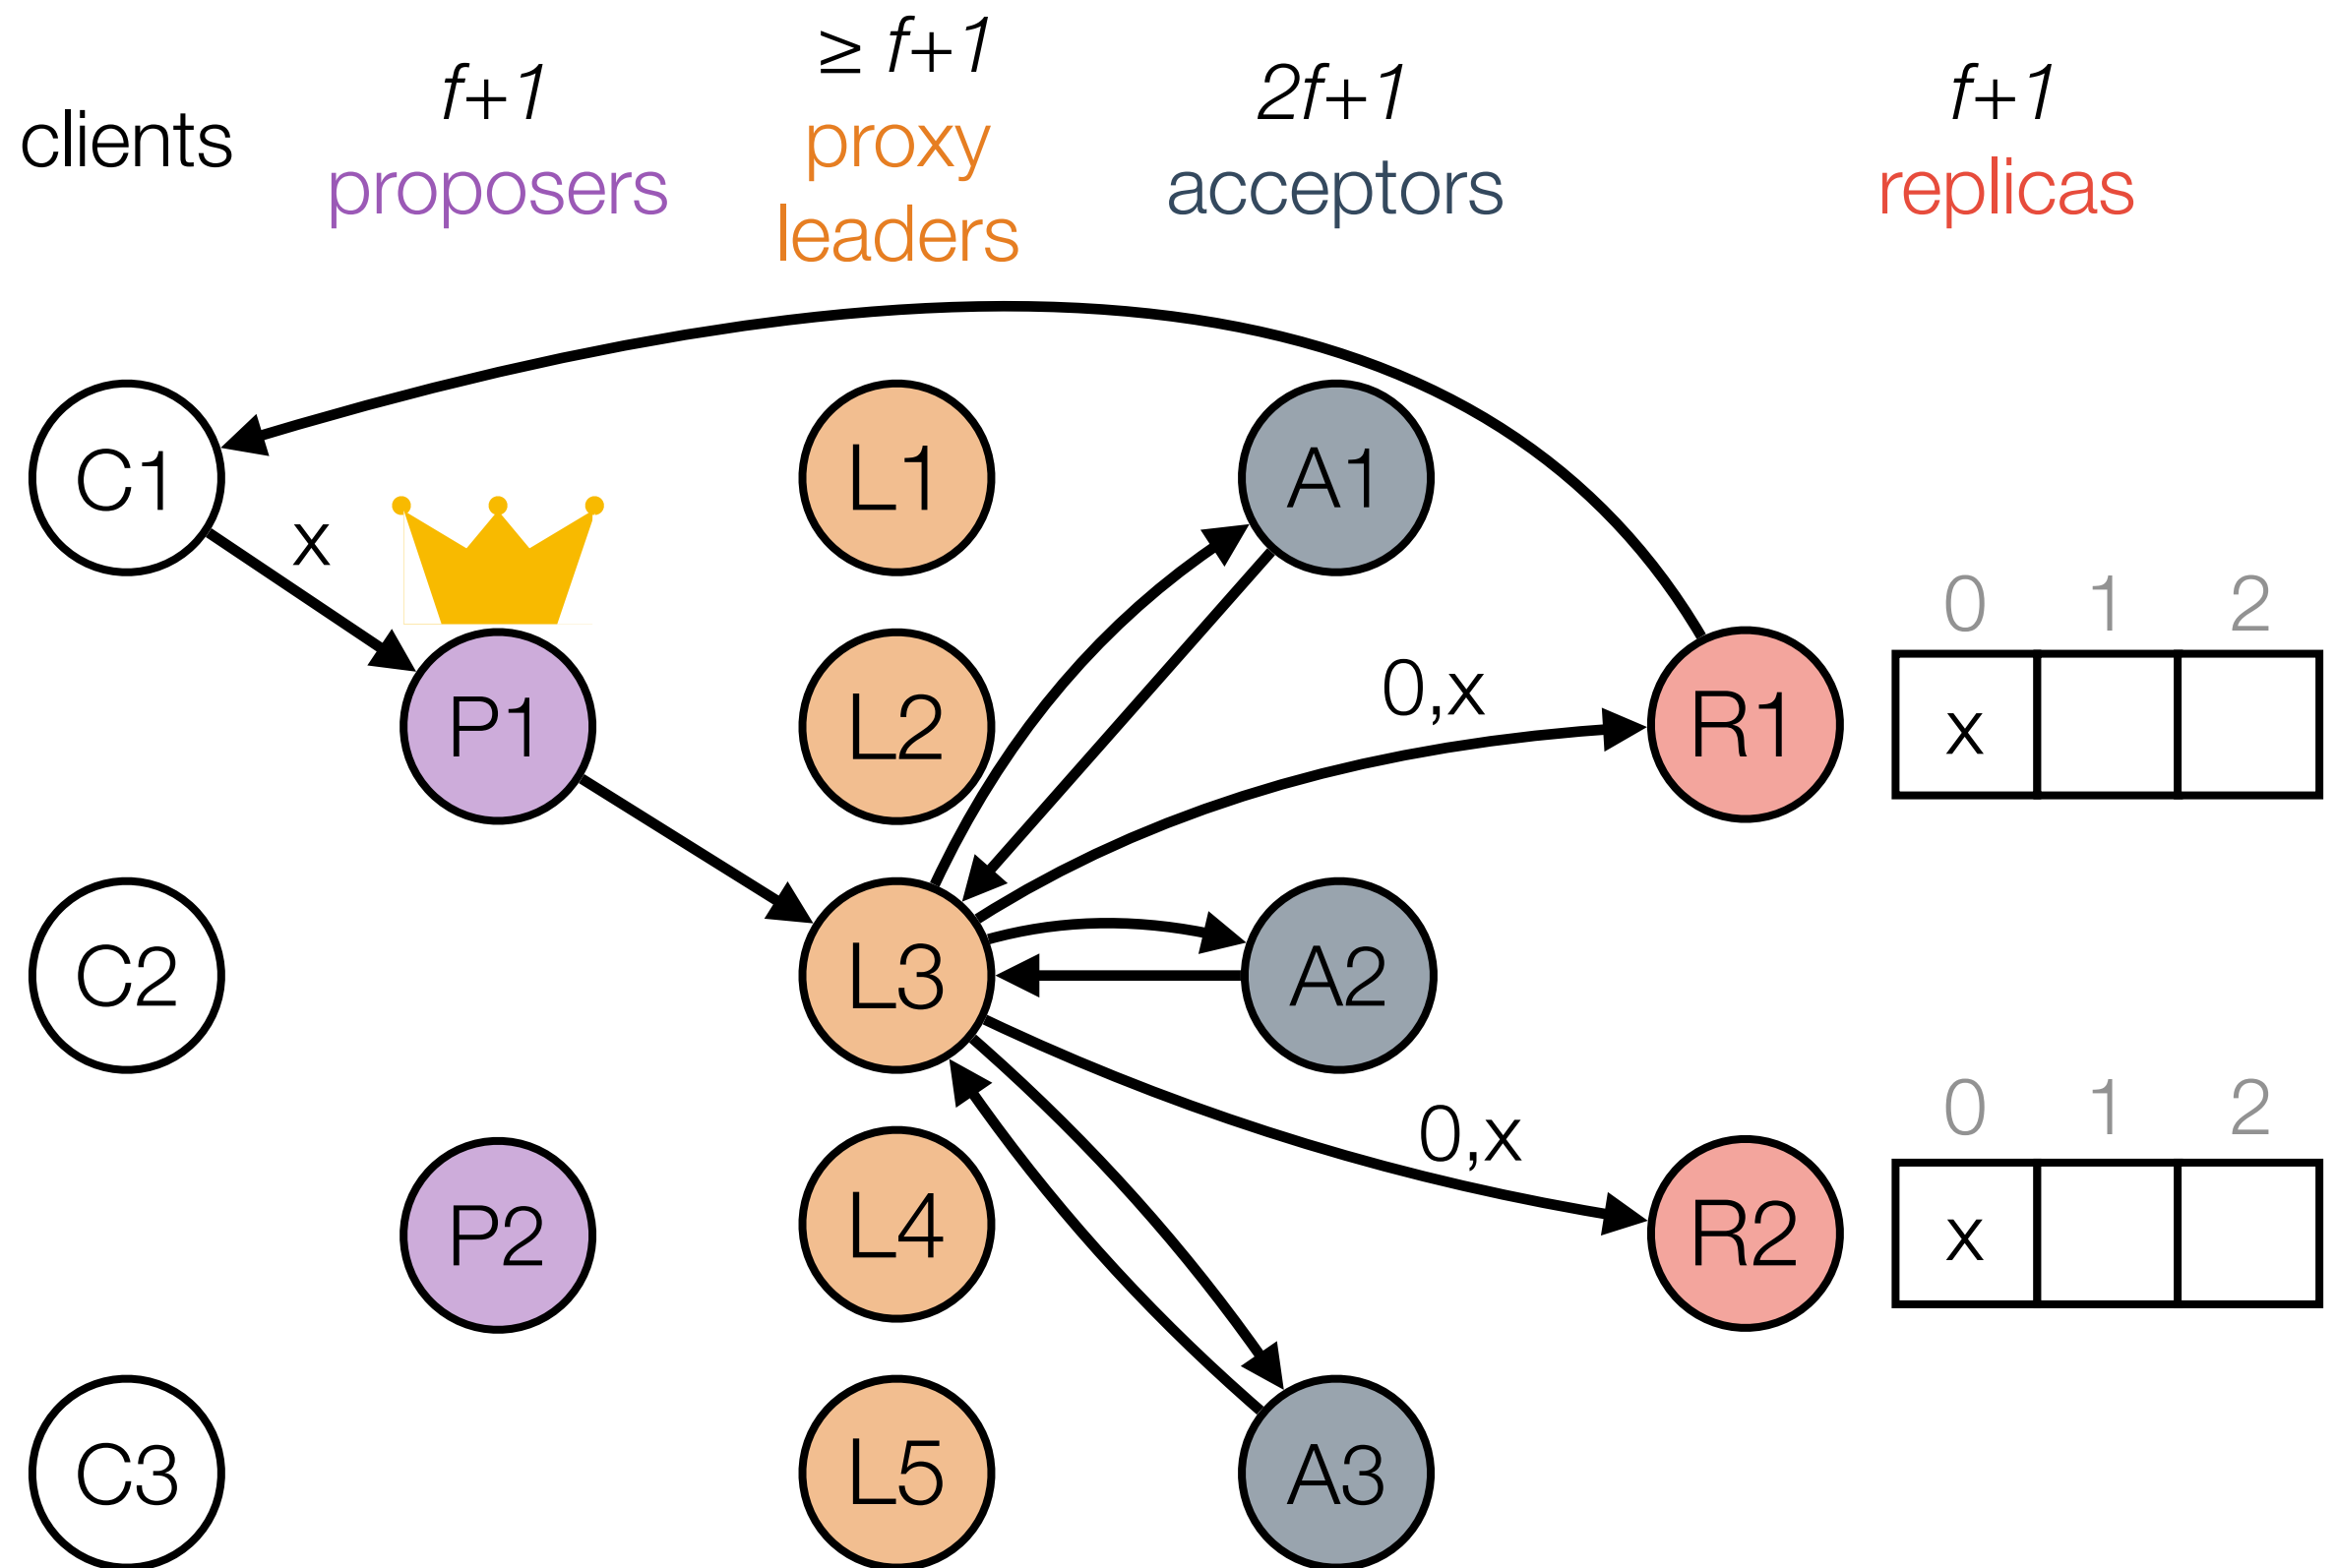 clients
f+1
proposers
≥ f+1
proxy
leaders
2f+1
acceptors
f+1
replicas
C1
x
L1
A1
P1
L2
0,x
R1
0 1 2
x
C2
L3
A2
P2
L4
0,x
R2
0 1 2
x
C3
L5
A3